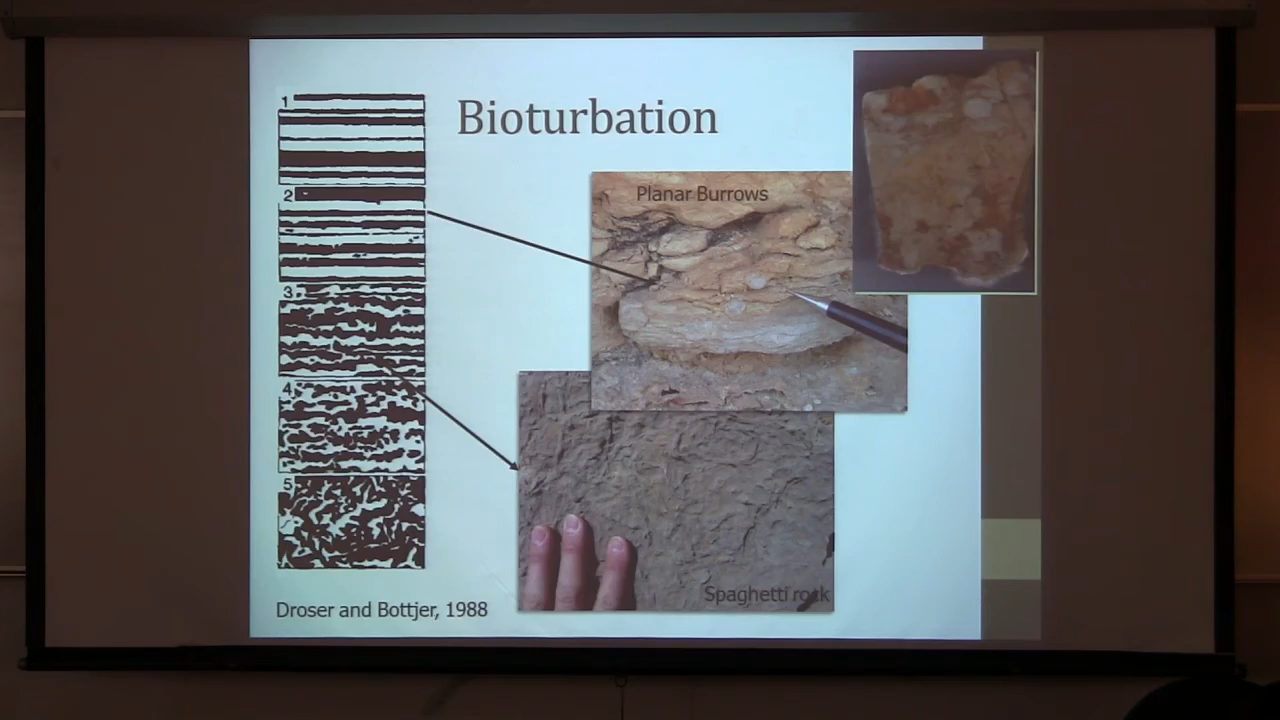 Bioturbation
1
2
3
4
5
Planar Burrows
Spaghetti rock
Droser and Bottjer, 1988